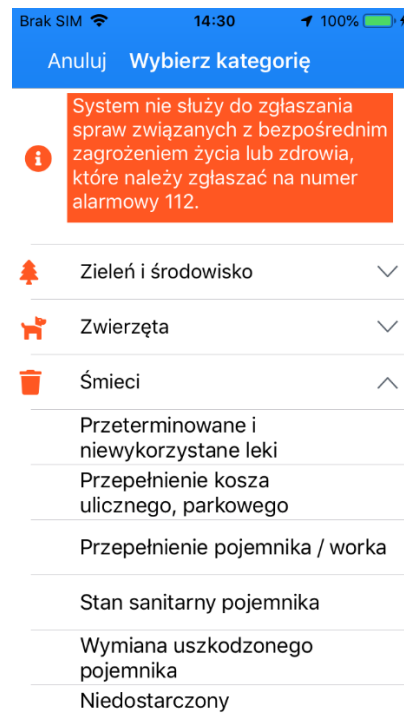 Brak SIM 14:30 100%
Anuluj Wybierz kategorię
System nie służy do zgłaszania
spraw związanych z bezpośrednim
zagrożeniem życia lub zdrowia,
które należy zgłaszać na numer
alarmowy 112.
Zieleń i środowisko
Zwierzęta
Śmieci
Przeterminowane i
niewykorzystane leki
Przepełnienie kosza
ulicznego, parkowego
Przepełnienie pojemnika / worka
Stan sanitarny pojemnika
Wymiana uszkodzonego
pojemnika
Niedostarczony